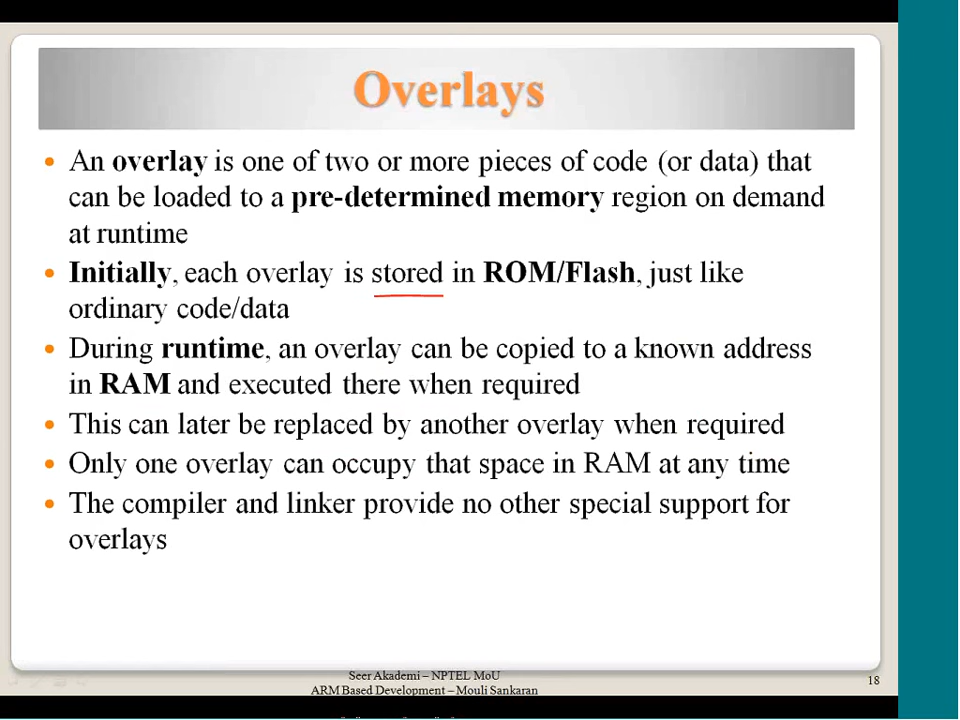 Overlays
• An overlay is one of two or more pieces of code (or data) that
can be loaded to a pre-determined memory region on demand
at runtime
• Initially, each overlay is stored in ROM/Flash, just like
ordinary code/data
• During runtime, an overlay can be copied to a known address
in RAM and executed there when required
• This can later be replaced by another overlay when required
• Only one overlay can occupy that space in RAM at any time
• The compiler and linker provide no other special support for
overlays
Seer Akademi – NPTEL MoU
ARM Based Development – Mouli Sankaran
18